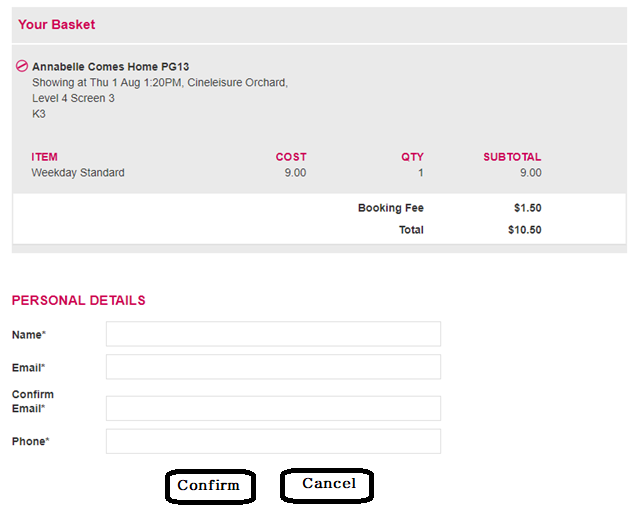 Your Basket
Annabelle Comes Home PG13
Showing at Thu 1 Aug 1:20PM, Cineleisure Orchard,
Level 4 Screen 3
K3
ITEM COST QTY SUBTOTAL
Weekday Standard 9.00 1 9.00
Booking Fee $1.50
Total $10.50
PERSONAL DETAILS
Name*
Email*
Confirm
Email*
Phone*
Confirm Cancel